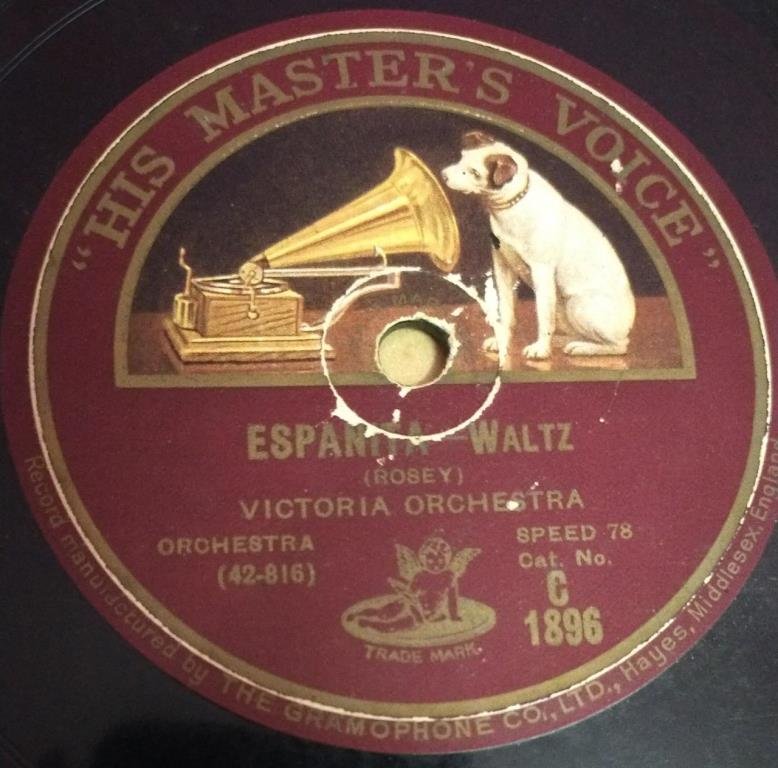 "HIS MASTER'S VOICE"
ESPANITA - WALTZ
(ROSEY)
VICTORIA ORCHESTRA
ORCHESTRA
(42-816)
SPEED 78
Cat. No.
C
1896
TRADE MARK.
Record manufactured by THE GRAMOPHONE CO., LTD., Hayes, Middlesex, England